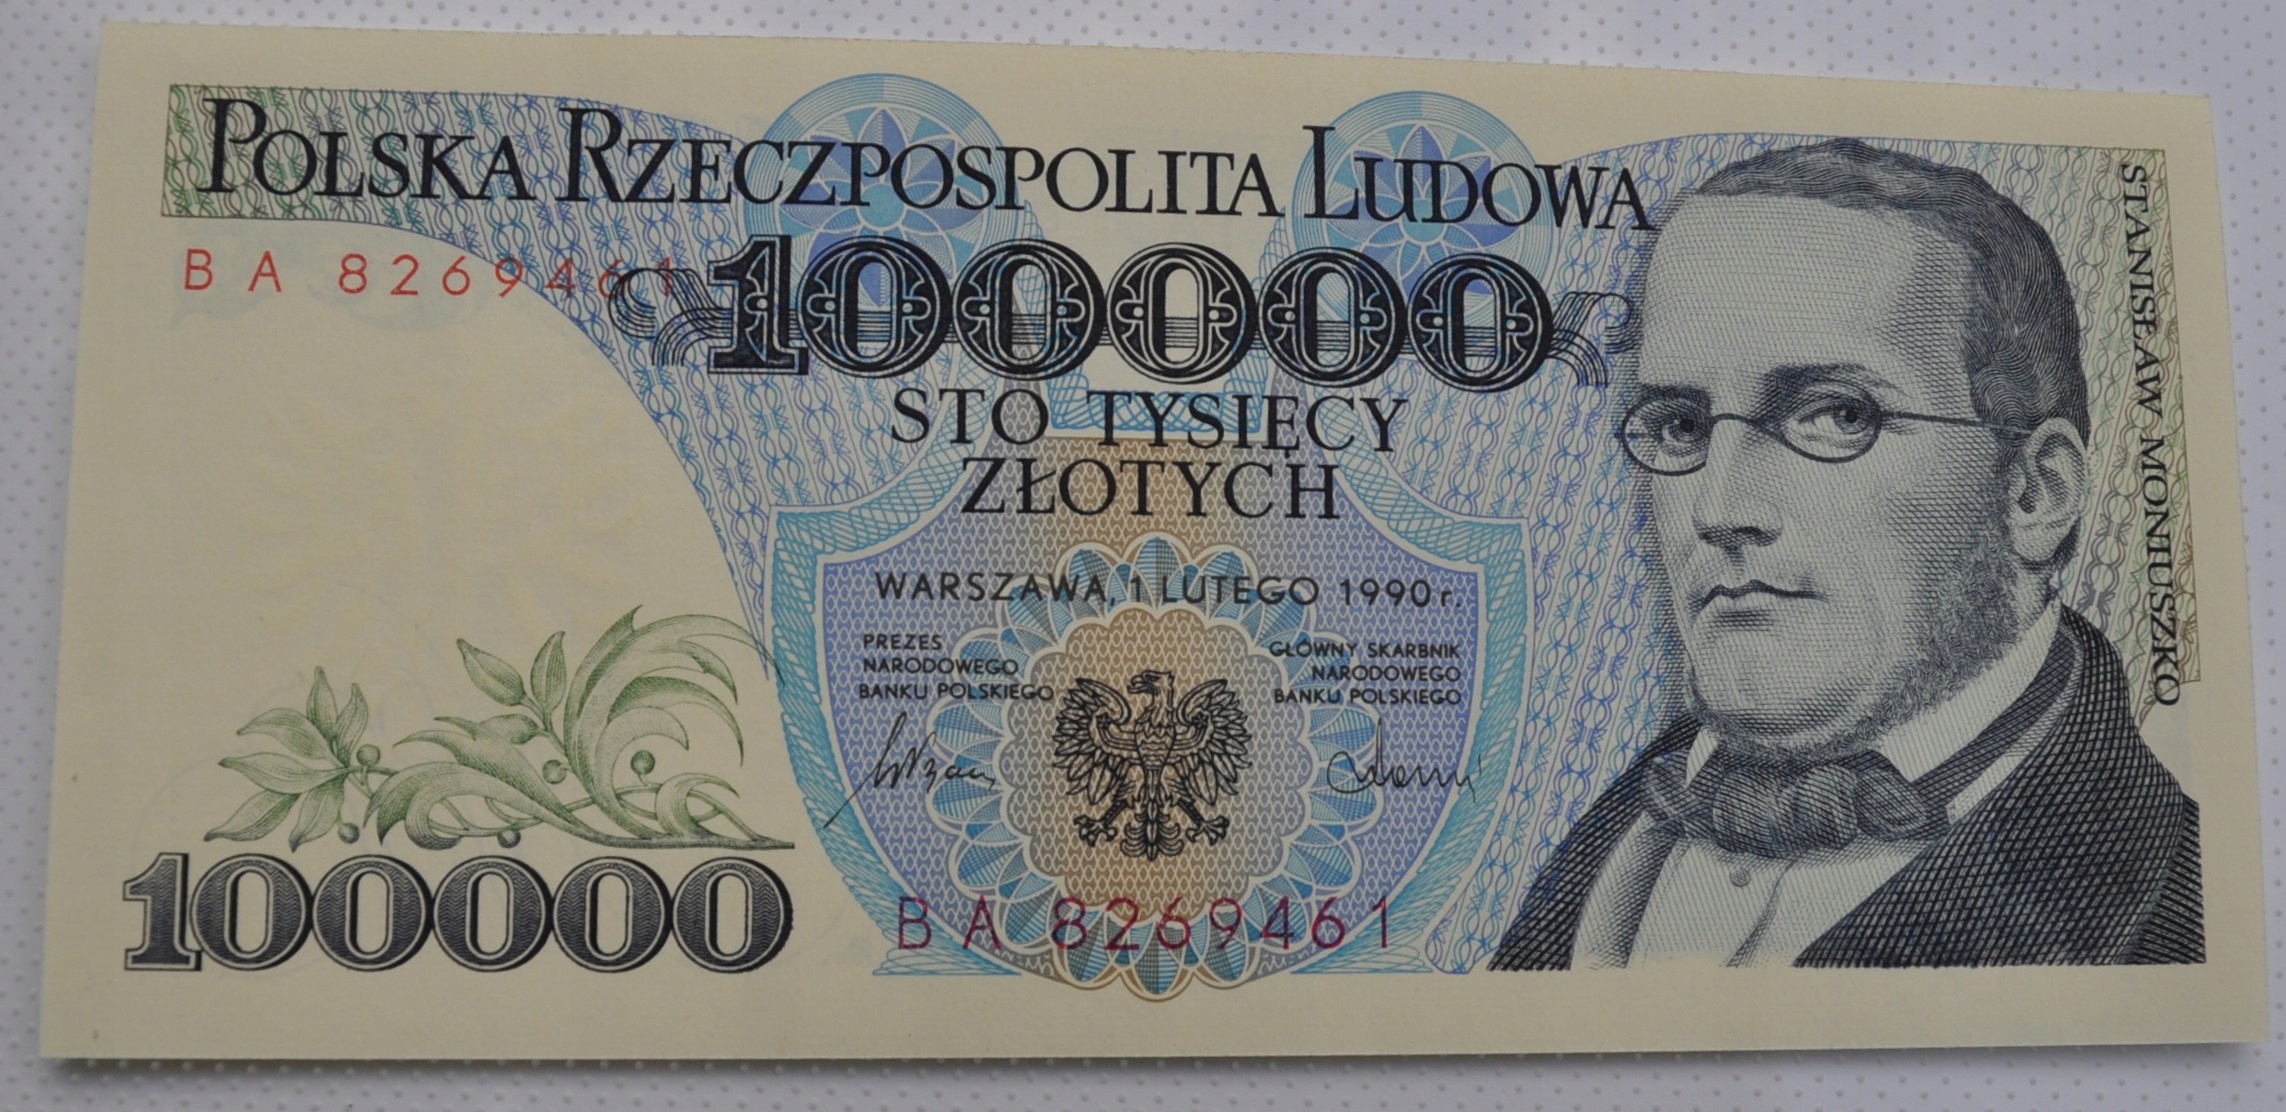 POLSKA RZECZPOSPOLITA LUDOWA
BA 8269461
100000
STO TYSIĘCY
ZŁOTYCH
WARSZAWA, 1 LUTEGO 1990 r.
PREZES
NARODOWEGO
BANKU POLSKIEGO
GŁÓWNY SKARBNIK
NARODOWEGO
BANKU POLSKIEGO
100000
BA 8269461
STANISŁAW MONIUSZKO